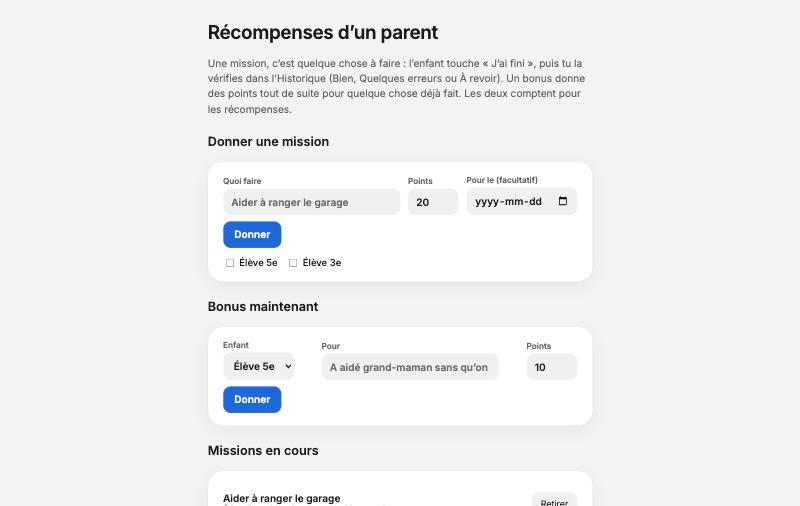 Récompenses d’un parent
Une mission, c’est quelque chose à faire : l’enfant touche « J’ai fini », puis tu la
vérifies dans l’Historique (Bien, Quelques erreurs ou À revoir). Un bonus donne
des points tout de suite pour quelque chose déjà fait. Les deux comptent pour
les récompenses.
Donner une mission
Quoi faire Points Pour le (facultatif)
Aider à ranger le garage 20 yyyy-mm-dd
Donner
Élève 5e Élève 3e
Bonus maintenant
Enfant Pour Points
Élève 5e A aidé grand-maman sans qu’on 10
Donner
Missions en cours
Aider à ranger le garage Retirer